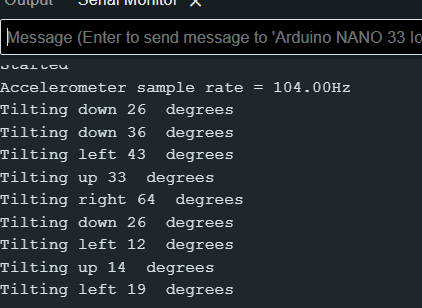 Output Serial Monitor X
Message (Enter to send message to 'Arduino NANO 33 Io
Started
Accelerometer sample rate = 104.00Hz
Tilting down 26  degrees
Tilting down 36  degrees
Tilting left 43  degrees
Tilting up 33  degrees
Tilting right 64  degrees
Tilting down 26  degrees
Tilting left 12  degrees
Tilting up 14  degrees
Tilting left 19  degrees